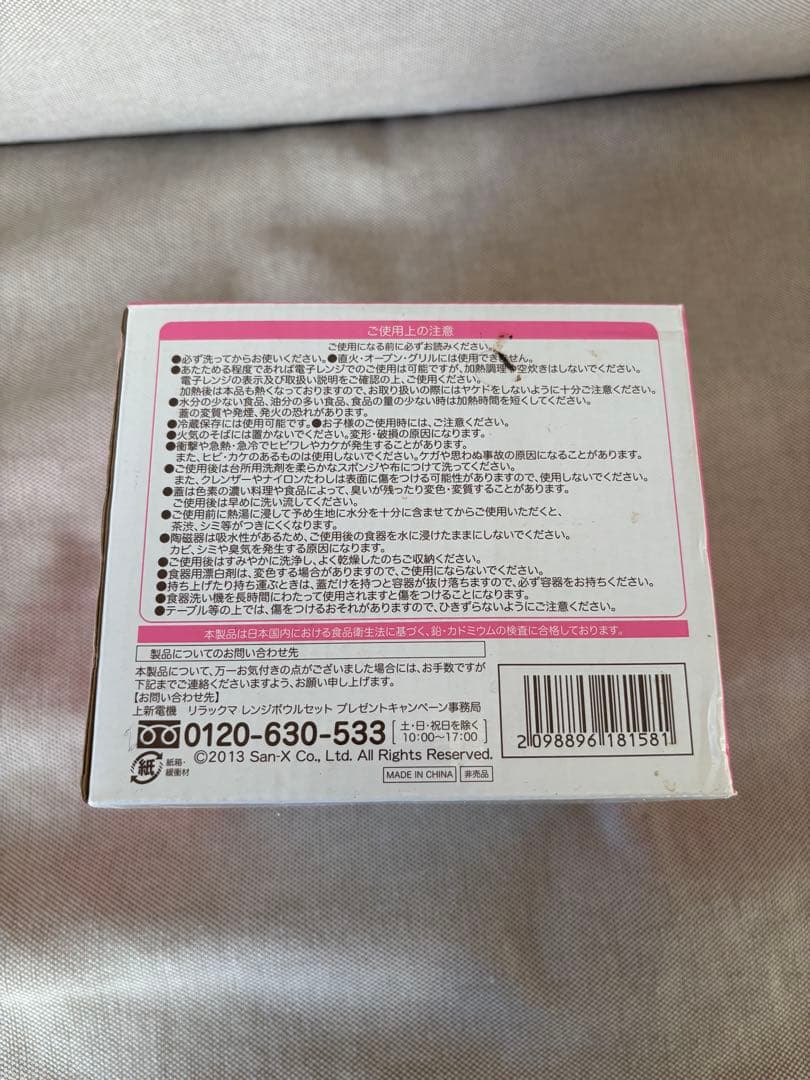 ご使用上の注意
ご使用になる前に必ずお読みください。
●必ず洗ってからお使いください。●直火・オーブン・グリルには使用できません。
●あたためる程度であれば電子レンジでのご使用は可能ですが、加熱調理や空炊きはしないでください。
電子レンジの表示及び取扱い説明をご確認の上、ご使用ください。
加熱後は本品も熱くなっておりますので、お取り扱いの際にはヤケドをしないように十分ご注意ください。
●水分の少ない食品、油分の多い食品、食品の量の少ない時は加熱時間を短くしてください。
蓋の変質や発煙、発火の恐れがあります。
●冷蔵保存には使用可能です。●お子様のご使用時には、ご注意ください。
●火気のそばには置かないでください。変形・破損の原因になります。
●衝撃や急熱・急冷でヒビワレやカケが発生することがあります。
また、ヒビ・カケのあるものは使用しないでください。ケガや思わぬ事故の原因になることがあります。
●ご使用後は台所用洗剤を柔らかなスポンジや布につけて洗ってください。
また、クレンザーやナイロンたわしは表面に傷をつける可能性がありますので、使用しないでください。
●蓋は色素の濃い料理や食品によって、臭いが残ったり変色・変質することがあります。
ご使用後は早めに洗い流してください。
●ご使用前に熱湯に浸して予め生地に水分を十分に含ませてからご使用いただくと、
茶渋、シミ等がつきにくくなります。
●陶磁器は吸水性があるため、ご使用後の食器を水に浸けたままにしないでください。
カビ、シミや臭気を発生する原因になります。
●ご使用後はすみやかに洗浄し、よく乾燥したのちご収納ください。
●食器用漂白剤は、変色する場合がありますので、ご使用にならないでください。
●持ち上げたり持ち運ぶときは、蓋だけを持つと容器が抜け落ちますので、必ず容器をお持ちください。
●食器洗い機を長時間にわたって使用されますと傷をつけることになります。
●テーブル等の上では、傷をつけるおそれがありますので、ひきずらないようにご注意ください。
本製品は日本国内における食品衛生法に基づく、鉛・カドミウムの検査に合格しております。
製品についてのお問い合わせ先
本製品について、万一お気付きの点がございました場合には、お手数ですが
下記までご連絡くださいますよう、お願い申し上げます。
【お問い合わせ先】
上新電機 リラックマ レンジボウルセット プレゼントキャンペーン事務局
0120-630-533 [土・日・祝日を除く 10:00〜17:00]
©2013 San-X Co., Ltd. All Rights Reserved.
紙 紙箱・緩衝材
MADE IN CHINA 非売品
2 098896 181581